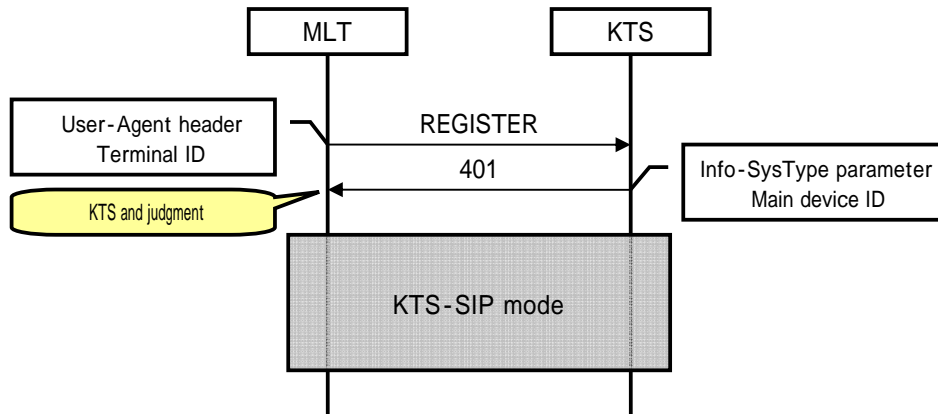 MLT
KTS
User-Agent header
Terminal ID
REGISTER
401
Info-SysType parameter
Main device ID
KTS and judgment
KTS-SIP mode